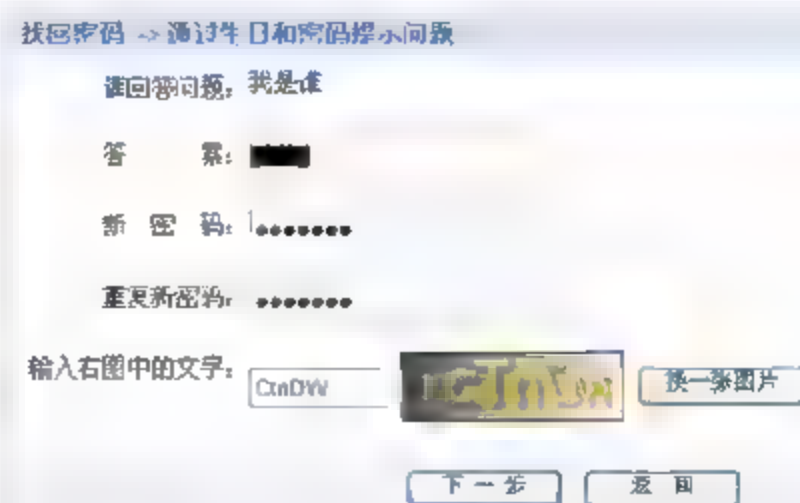 找回密码 -> 通过生日和密码提示问题
请回答问题: 我是谁
答 案:
新 密 码: •••••••
重复新密码: •••••••
输入右图中的文字: CtnDW 换一张图片
下一步 返 回